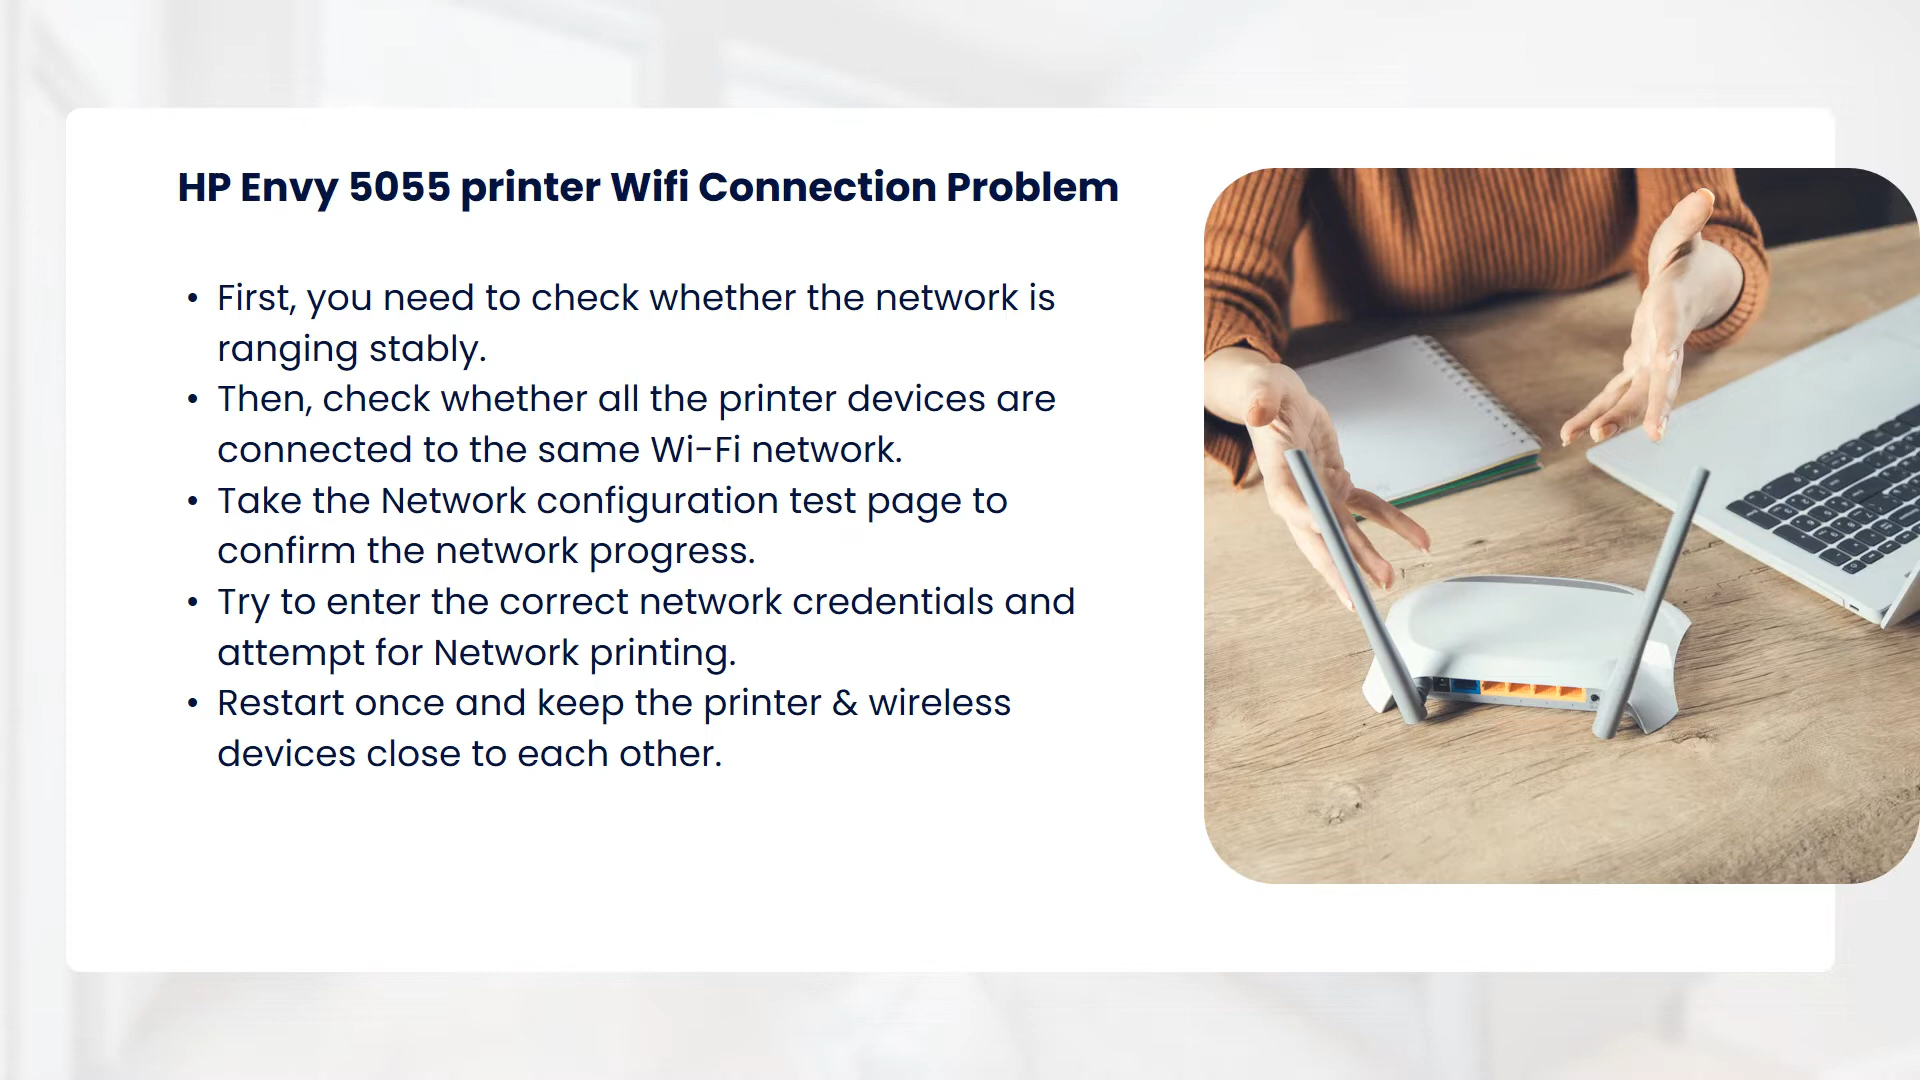 HP Envy 5055 printer Wifi Connection Problem
• First, you need to check whether the network is
ranging stably.
• Then, check whether all the printer devices are
connected to the same Wi-Fi network.
• Take the Network configuration test page to
confirm the network progress.
• Try to enter the correct network credentials and
attempt for Network printing.
• Restart once and keep the printer & wireless
devices close to each other.